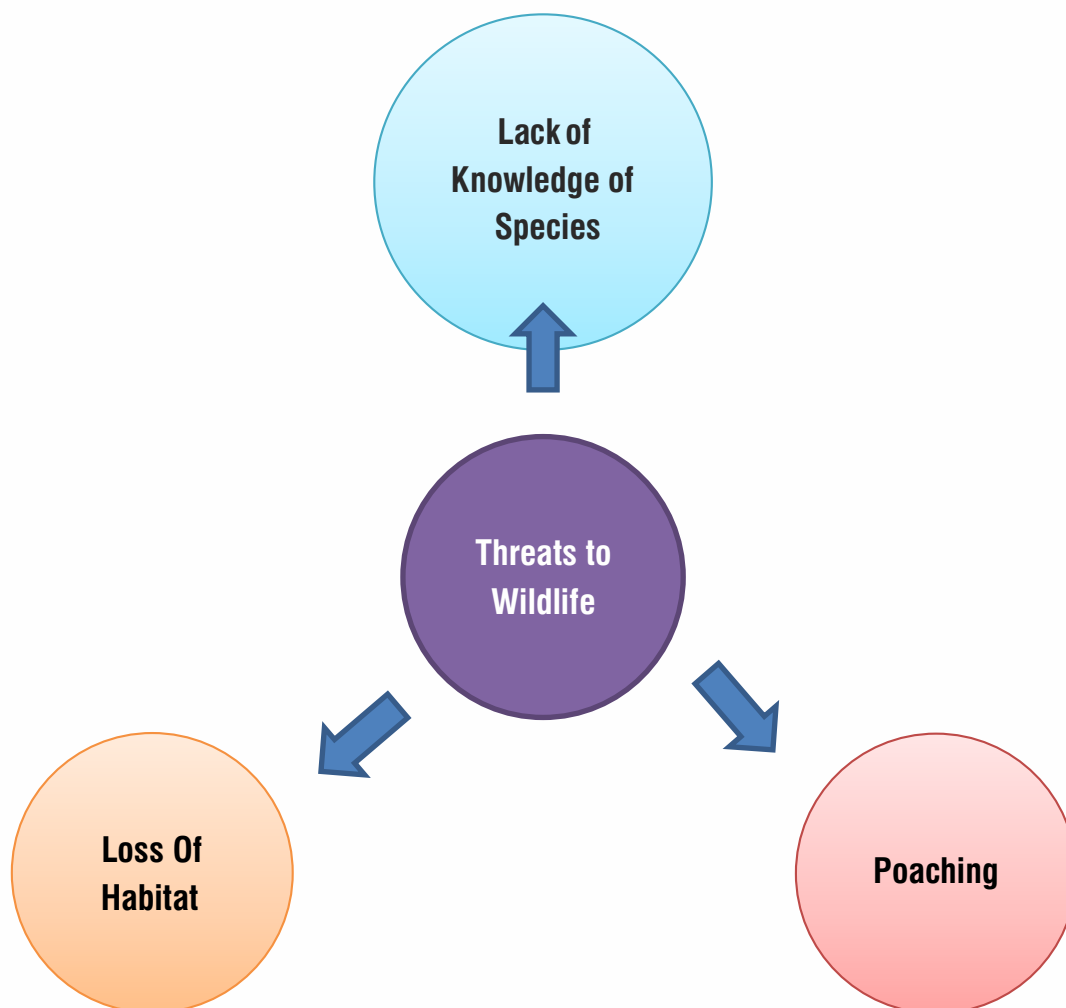 Lack of
Knowledge of
Species
Threats to
Wildlife
Loss Of
Habitat
Poaching